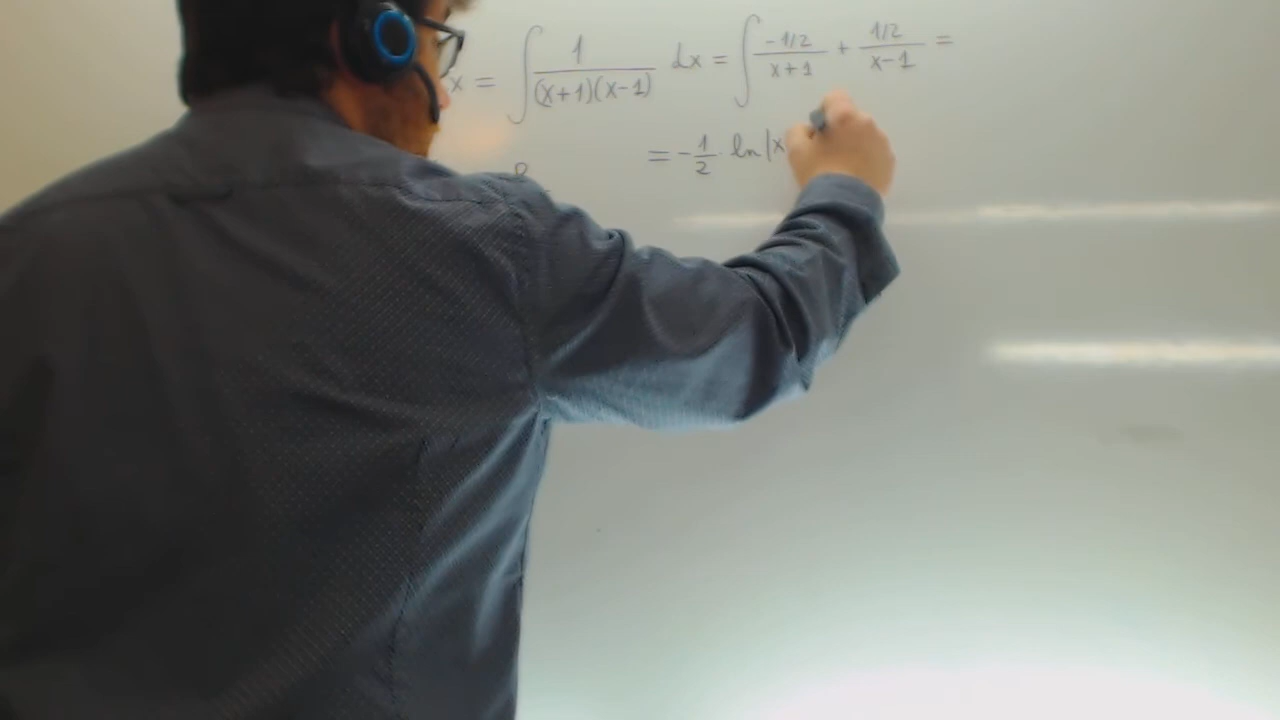 x = ∫ 1/((x+1)(x-1)) dx = ∫ (-1/2)/(x+1) + (1/2)/(x-1) =
= -1/2 · ln|x